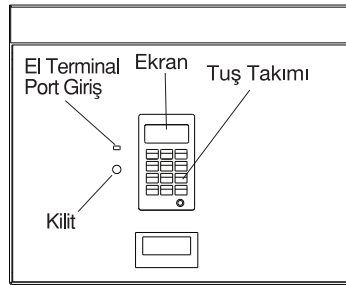 El Terminal
Port Giriş
Ekran
Tuş Takımı
Kilit